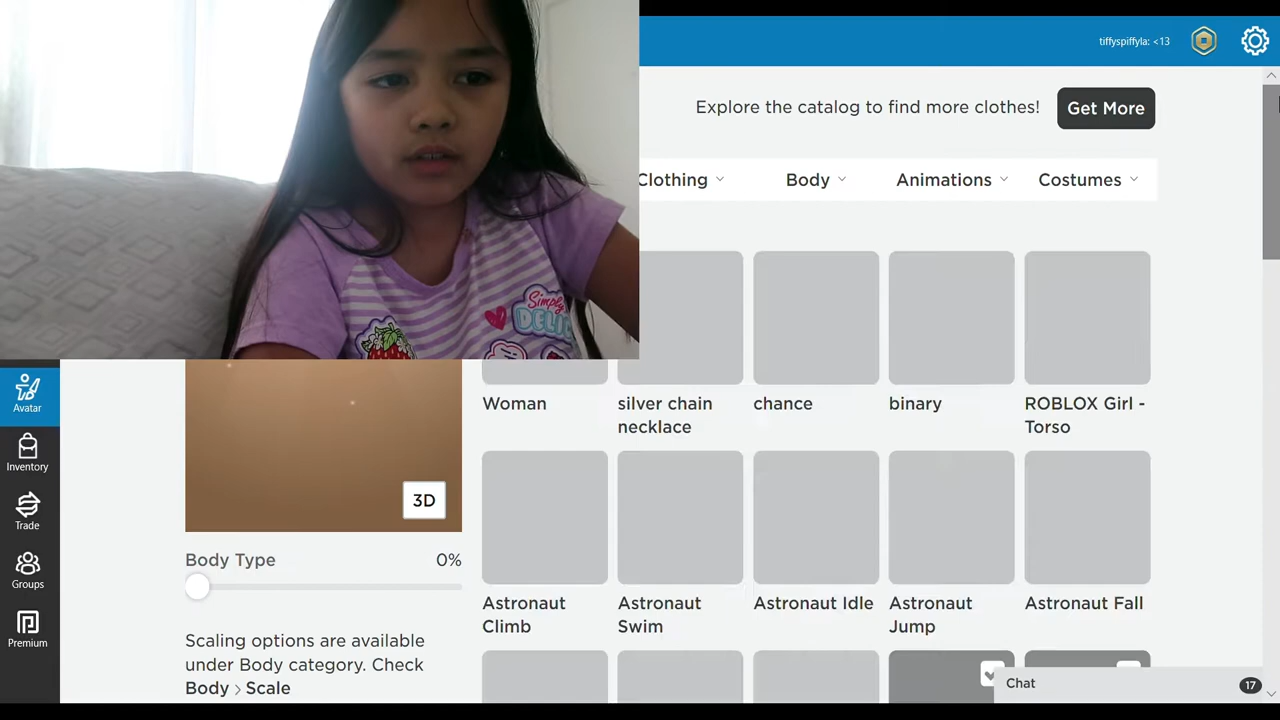 tiffyspiffyla: <13
Explore the catalog to find more clothes!
Get More
Clothing
Body
Animations
Costumes
Simply
Woman
silver chain
necklace
chance
binary
ROBLOX Girl -
Torso
Avatar
Inventory
Trade
Groups
Premium
3D
Body Type
0%
Scaling options are available
under Body category. Check
Body > Scale
Astronaut
Climb
Astronaut
Swim
Astronaut Idle
Astronaut
Jump
Astronaut Fall
Chat
17